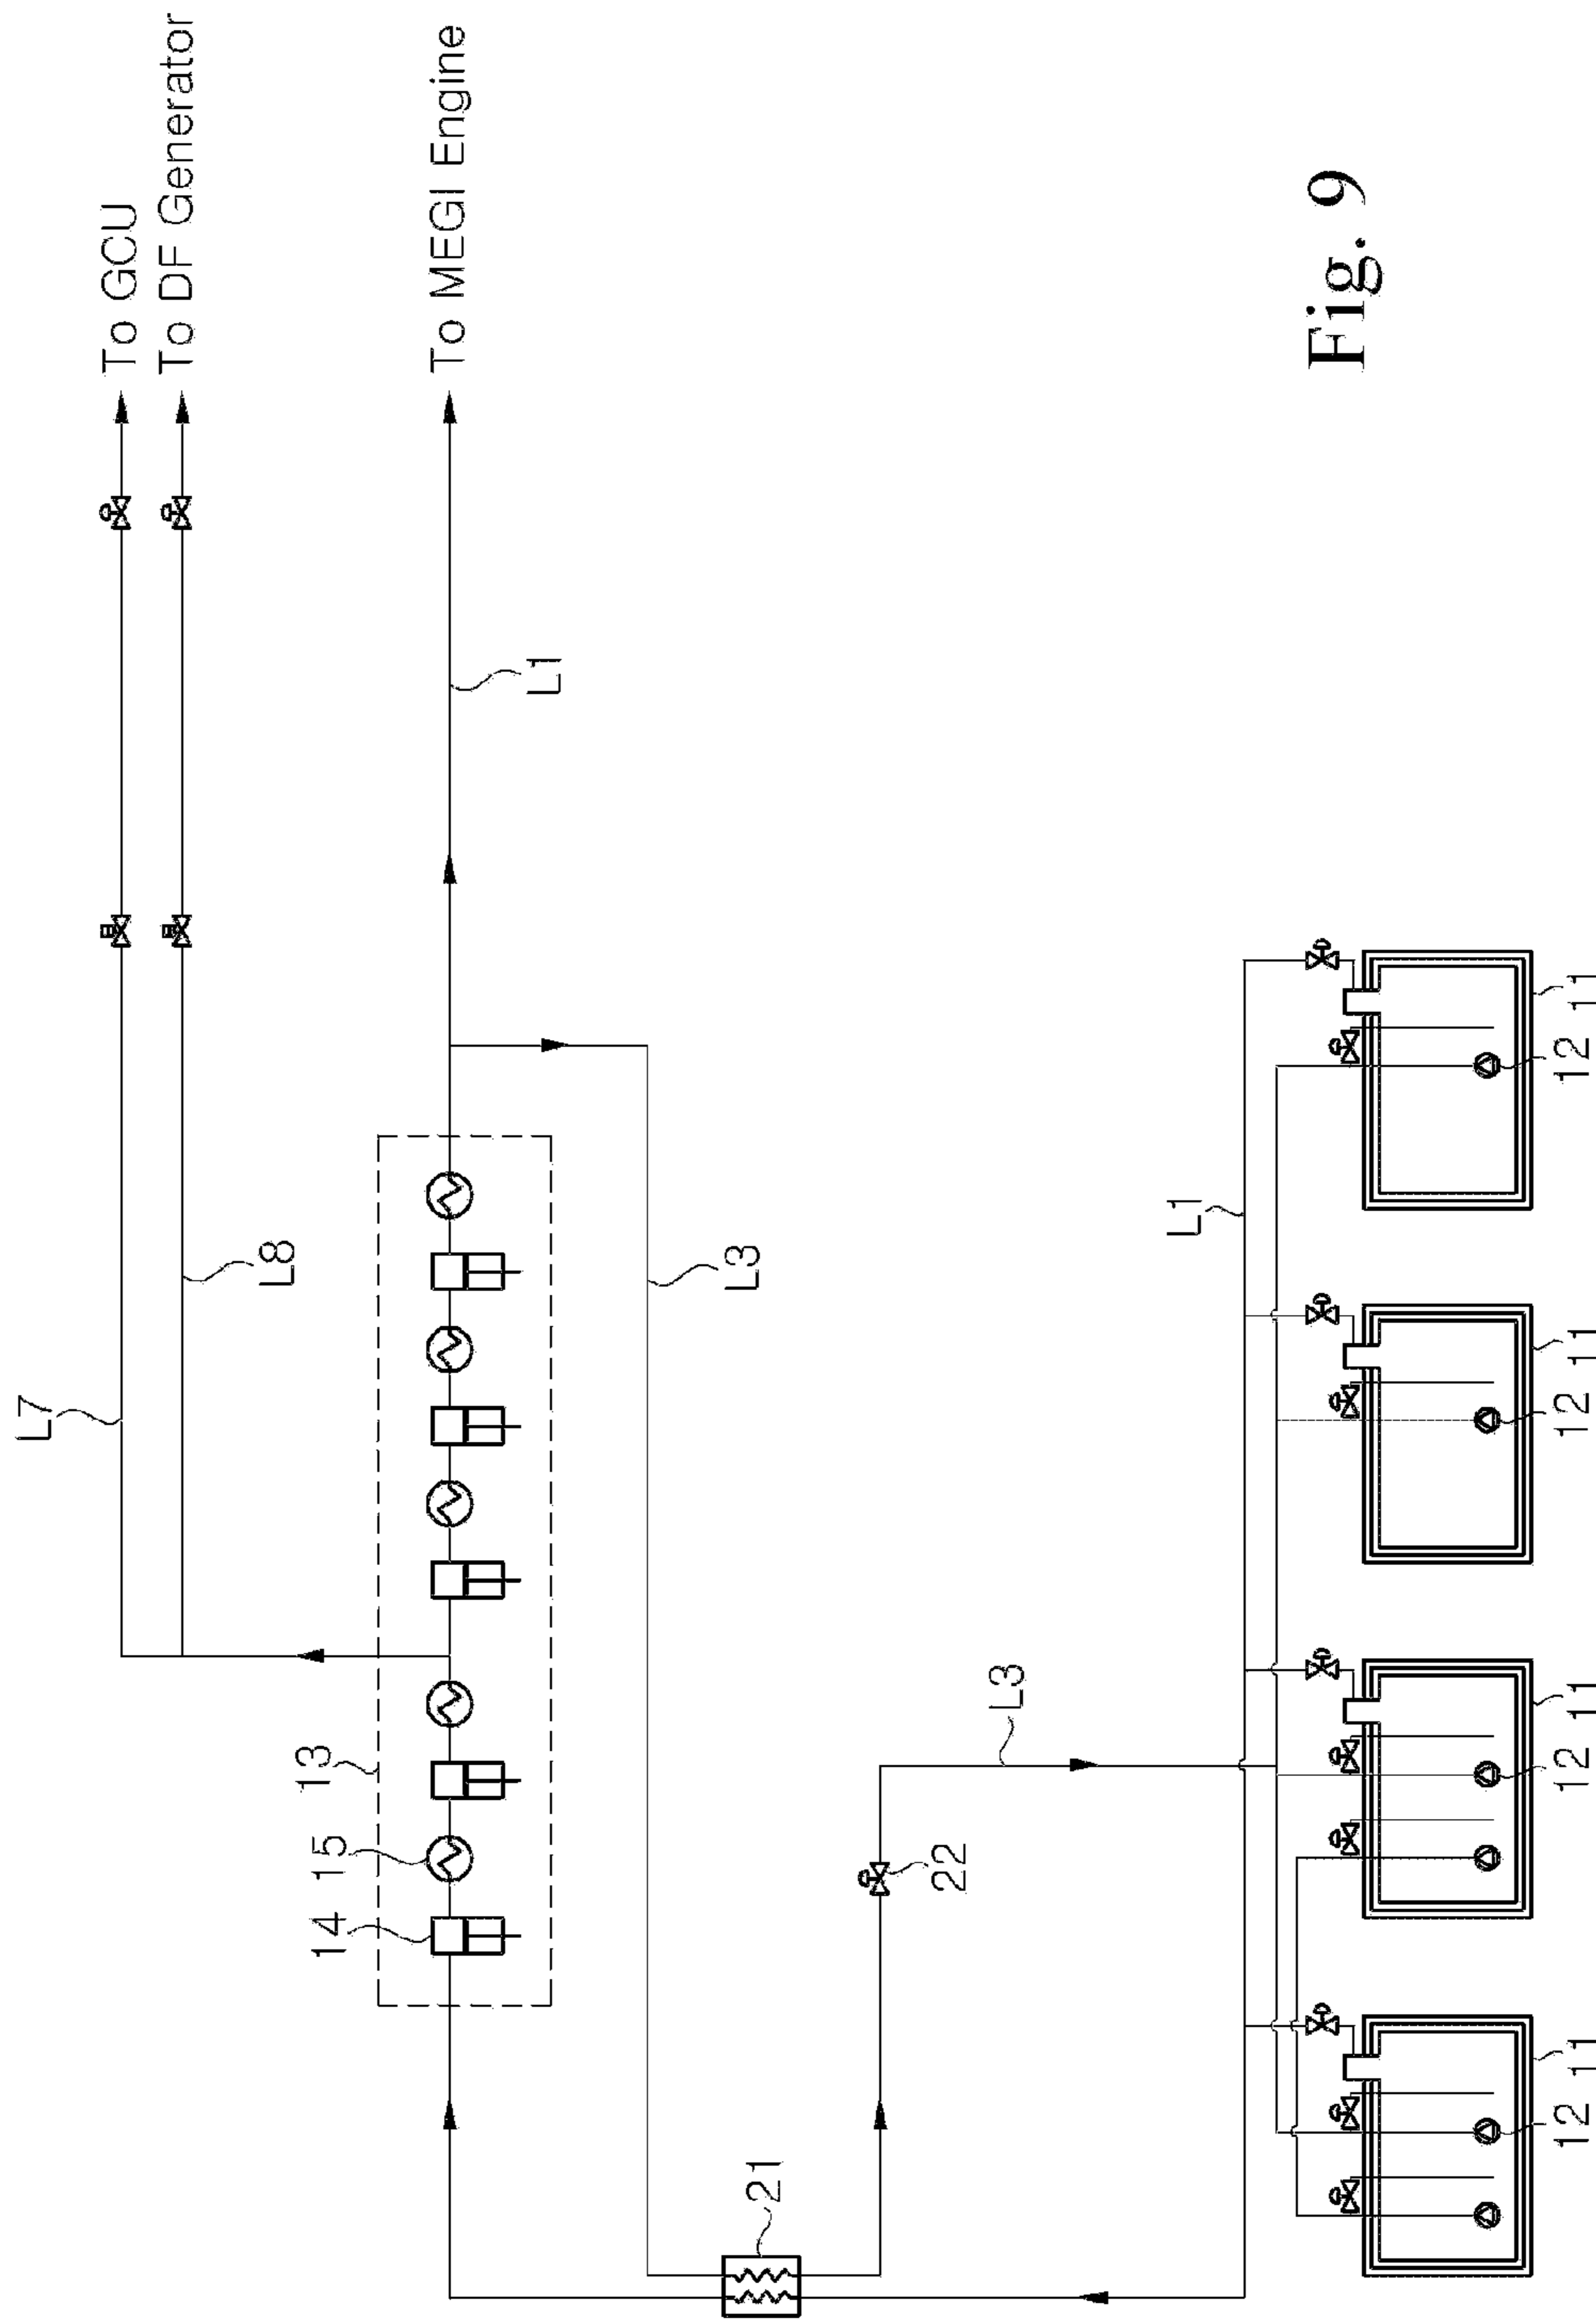 To GCU
To DF Generator
To MEGI Engine
L7
L8
L1
13
15
14
L3
21
L3
22
L1
Fig. 9
11
12
11
12
11
12
11
12